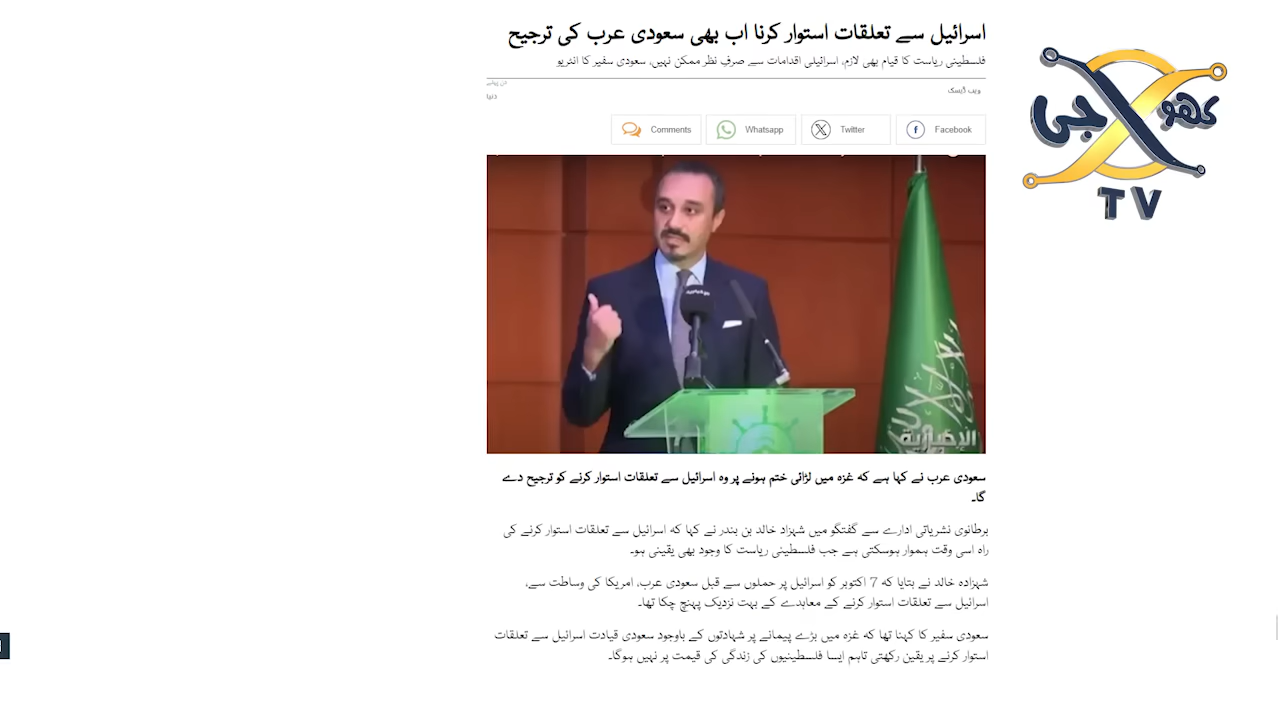 اسرائیل سے تعلقات استوار کرنا اب بھی سعودی عرب کی ترجیح
فلسطینی ریاست کا قیام بھی لازم، اسرائیلی اقدامات سے صرفِ نظر ممکن نہیں، سعودی سفیر کا انٹریو
ویب ڈیسک
دنیا
Comments
Whatsapp
Twitter
Facebook
کھوجی
TV
الإخبارية
سعودی عرب نے کہا ہے کہ غزہ میں لڑائی ختم ہونے پر وہ اسرائیل سے تعلقات استوار کرنے کو ترجیح دے
گا۔
برطانوی نشریاتی ادارے سے گفتگو میں شہزاد خالد بن بندر نے کہا کہ اسرائیل سے تعلقات استوار کرنے کی
راہ اسی وقت ہموار ہوسکتی ہے جب فلسطینی ریاست کا وجود بھی یقینی ہو۔
شہزادہ خالد نے بتایا کہ 7 اکتوبر کو اسرائیل پر حملوں سے قبل سعودی عرب، امریکا کی وساطت سے،
اسرائیل سے تعلقات استوار کرنے کے معاہدے کے بہت نزدیک پہنچ چکا تھا۔
سعودی سفیر کا کہنا تھا کہ غزہ میں بڑے پیمانے پر شہادتوں کے باوجود سعودی قیادت اسرائیل سے تعلقات
استوار کرنے پر یقین رکھتی تاہم ایسا فلسطینیوں کی زندگی کی قیمت پر نہیں ہوگا۔